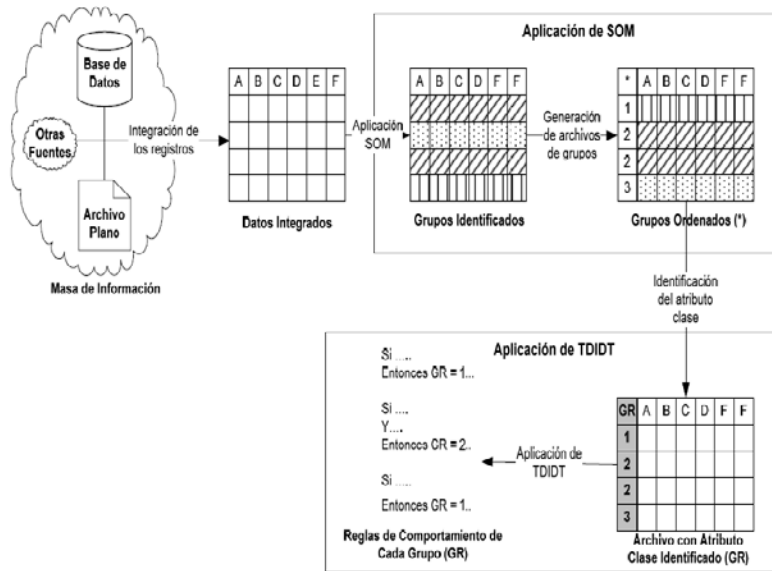 Aplicación de SOM
Base de
Datos
Otras
Fuentes
Archivo
Plano
Masa de Información
Integración de
los registros
A B C D E F
Datos Integrados
Aplicación
SOM
A B C D F F
Grupos Identificados
Generación
de archivos
de grupos
* A B C D F F
1
2
2
3
Grupos Ordenados (*)
Identificación
del atributo
clase
Aplicación de TDIDT
Si .....
Entonces GR = 1...
Si ....
Y....
Entonces GR = 2..
Si .....
Entonces GR = 1..
Reglas de Comportamiento de
Cada Grupo (GR)
Aplicación de
TDIDT
GR A B C D F F
1
2
2
3
Archivo con Atributo
Clase Identificado (GR)